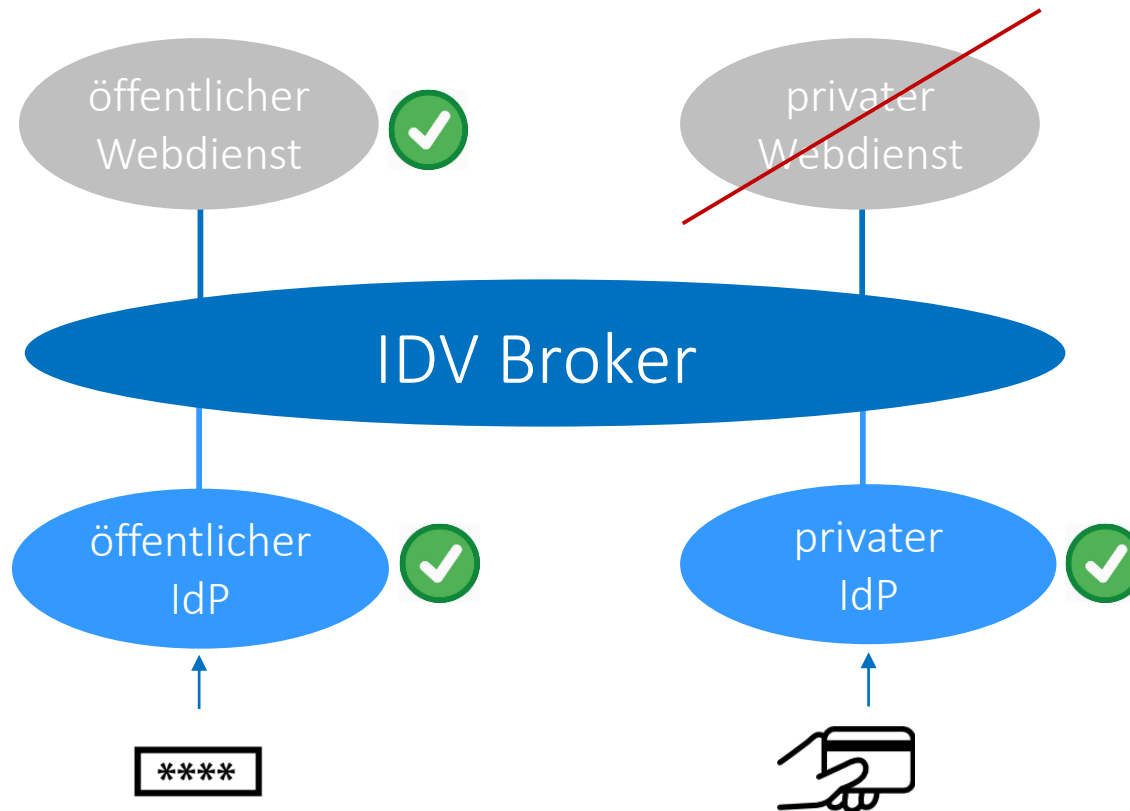 öffentlicher
Webdienst
privater
Webdienst
IDV Broker
öffentlicher
IdP
privater
IdP
****